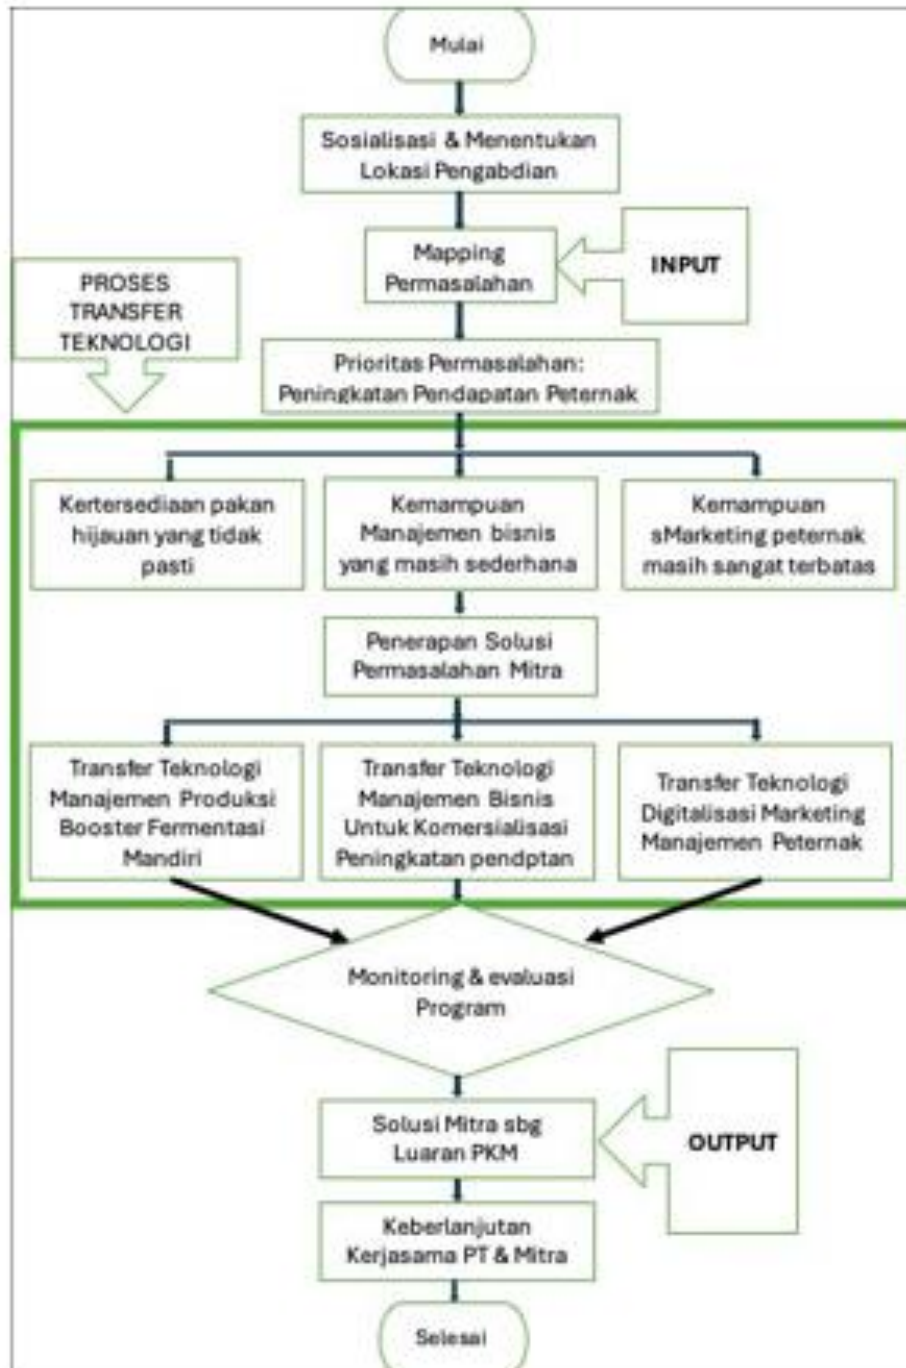 Mulai
Sosialisasi & Menentukan
Lokasi Pengabdian
Mapping
Permasalahan
INPUT
PROSES
TRANSFER
TEKNOLOGI
Prioritas Permasalahan:
Peningkatan Pendapatan Peternak
Kertersediaan pakan
hijauan yang tidak
pasti
Kemampuan
Manajemen bisnis
yang masih sederhana
Kemampuan
sMarketing peternak
masih sangat terbatas
Penerapan Solusi
Permasalahan Mitra
Transfer Teknologi
Manajemen Produksi
Booster Fermentasi
Mandiri
Transfer Teknologi
Manajemen Bisnis
Untuk Komersialisasi
Peningkatan pendptan
Transfer Teknologi
Digitalisasi Marketing
Manajemen Peternak
Monitoring & evaluasi
Program
Solusi Mitra sbg
Luaran PKM
OUTPUT
Keberlanjutan
Kerjasama PT & Mitra
Selesai